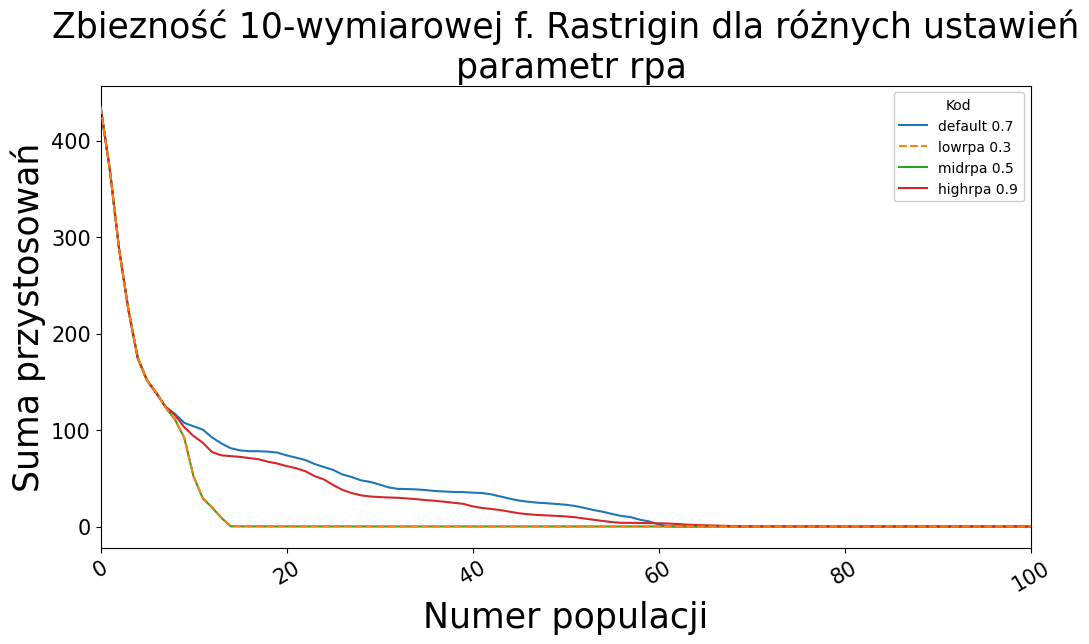 Zbiezność 10-wymiarowej f. Rastrigin dla różnych ustawień
parametr rpa
Suma przystosowań
400
300
200
100
0
Kod
default 0.7
lowrpa 0.3
midrpa 0.5
highrpa 0.9
0
20
40
60
80
100
Numer populacji